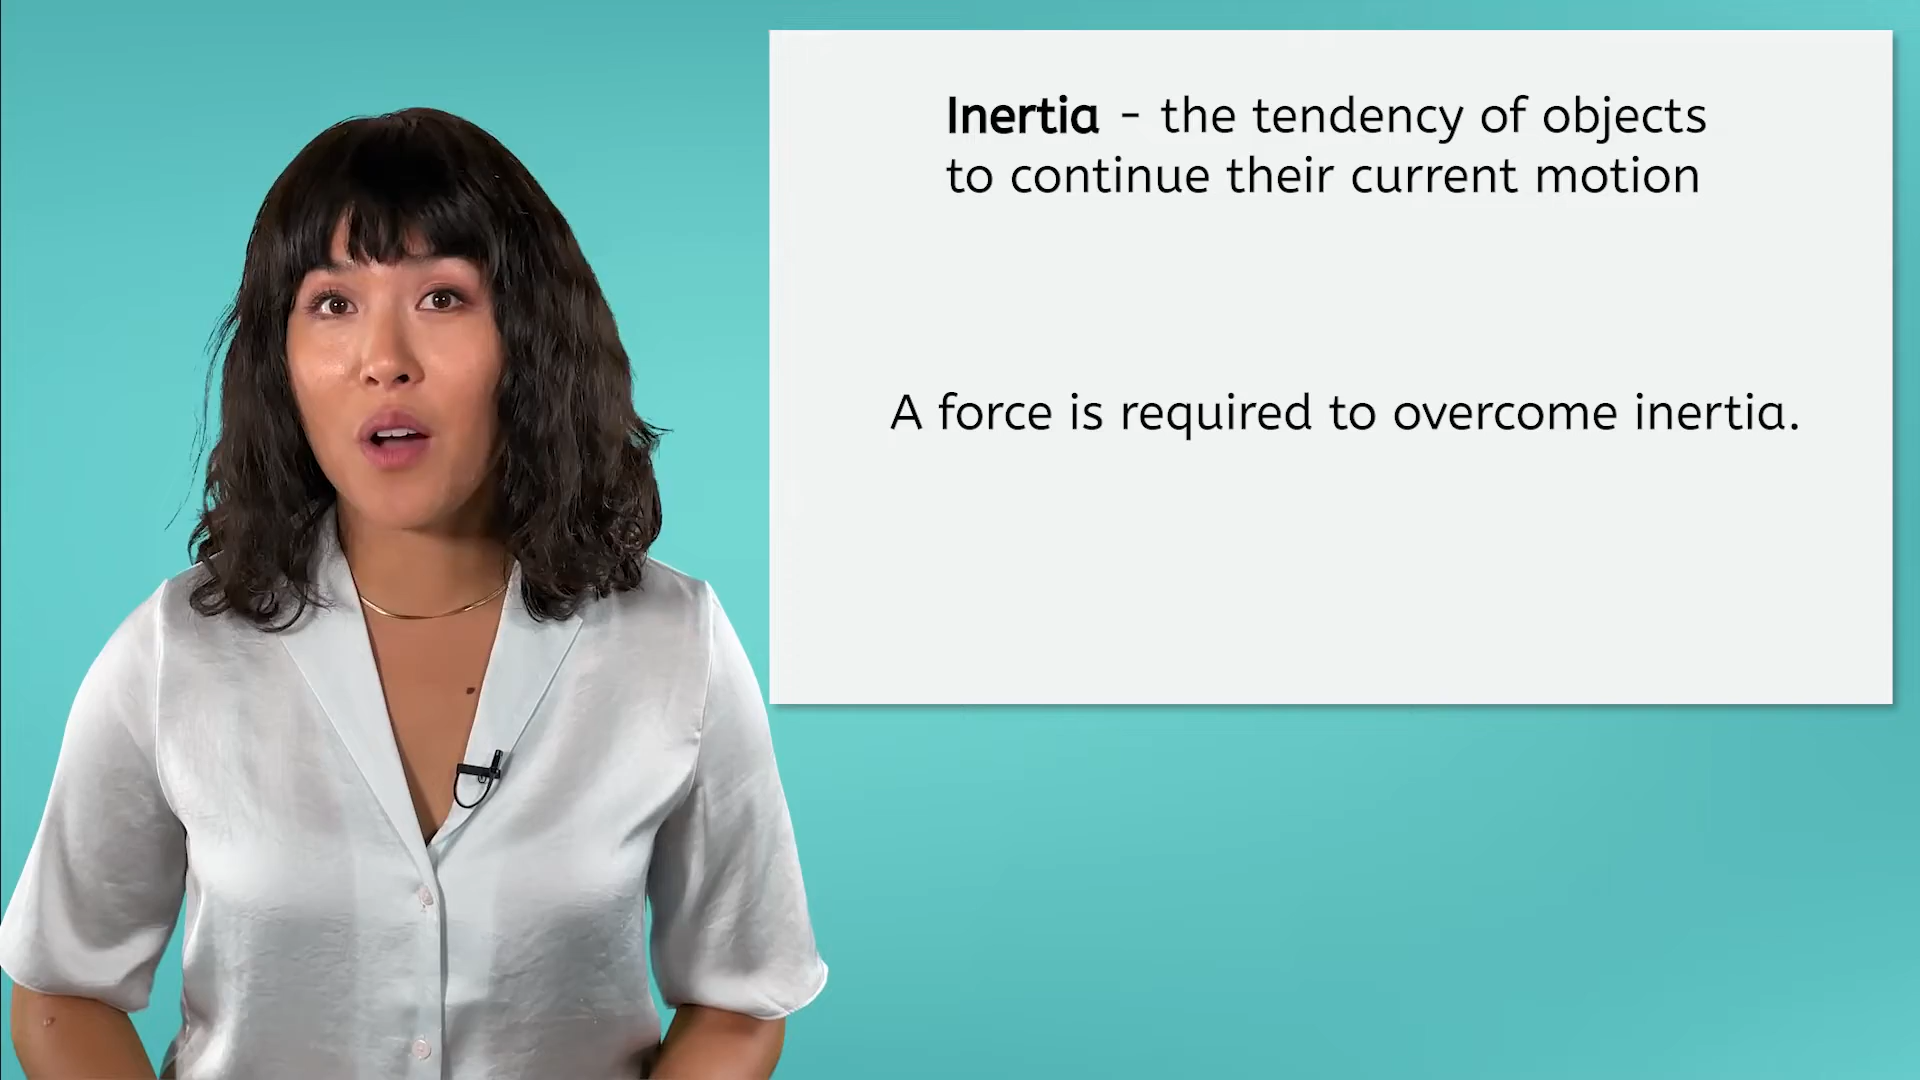 Inertia - the tendency of objects
to continue their current motion
A force is required to overcome inertia.